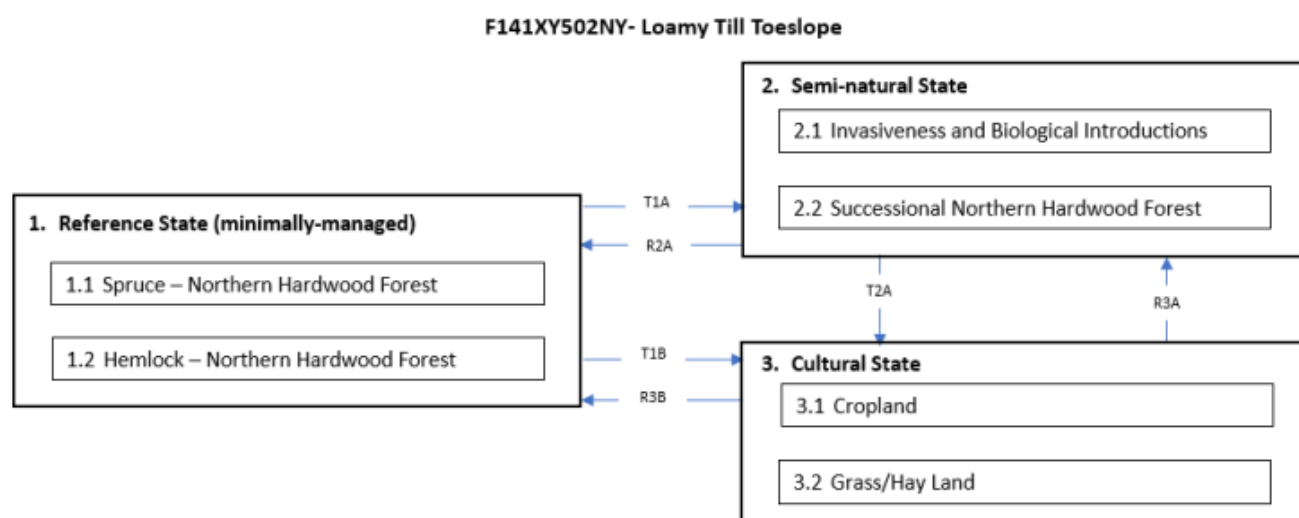 F141XY502NY- Loamy Till Toeslope
2. Semi-natural State
2.1 Invasiveness and Biological Introductions
2.2 Successional Northern Hardwood Forest
T1A
R2A
1. Reference State (minimally-managed)
1.1 Spruce – Northern Hardwood Forest
1.2 Hemlock – Northern Hardwood Forest
T2A
R3A
T1B
R3B
3. Cultural State
3.1 Cropland
3.2 Grass/Hay Land